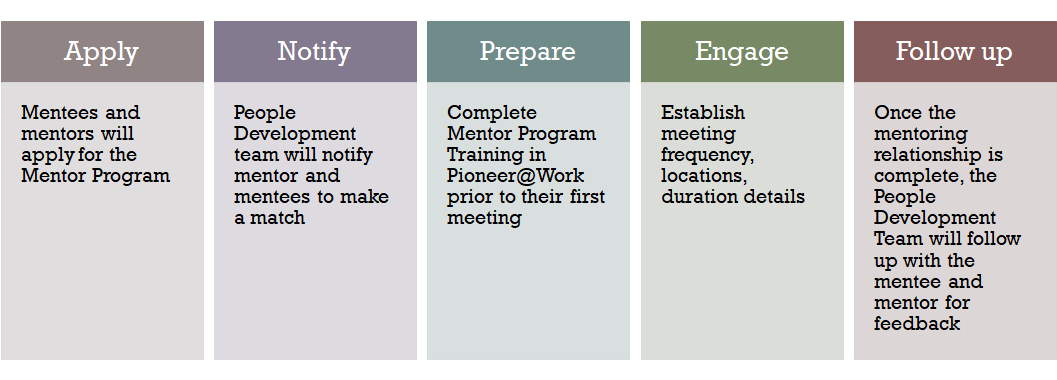 Apply
Mentees and
mentors will
apply for the
Mentor Program
Notify
People
Development
team will notify
mentor and
mentees to make
a match
Prepare
Complete
Mentor Program
Training in
Pioneer@Work
prior to their first
meeting
Engage
Establish
meeting
frequency,
locations,
duration details
Follow up
Once the
mentoring
relationship is
complete, the
People
Development
Team will follow
up with the
mentee and
mentor for
feedback